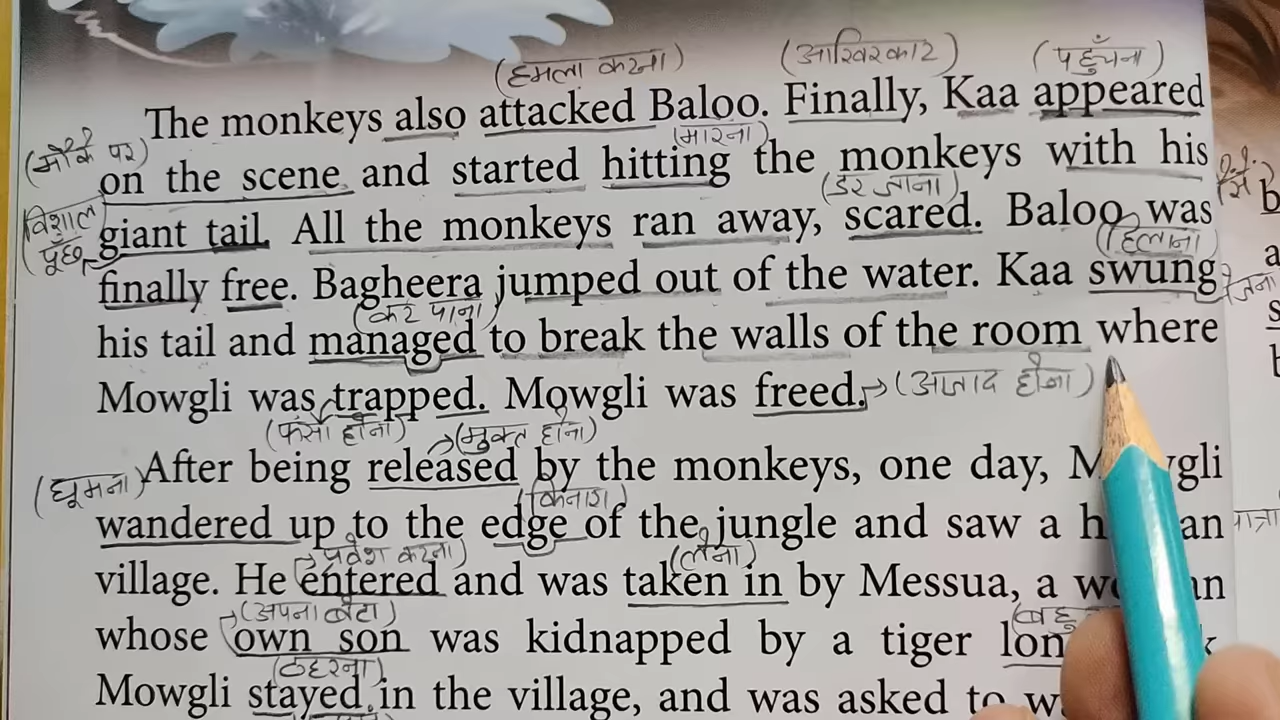 (हमला करना) (आखिरकार) (पहुँचना)
The monkeys also attacked Baloo. Finally, Kaa appeared
(मौके पर) (मारना)
on the scene and started hitting the monkeys with his
(विशाल पूँछ) (डर जाना)
giant tail. All the monkeys ran away, scared. Baloo was
(हिलाना)
finally free. Bagheera jumped out of the water. Kaa swung
(कर पाना)
his tail and managed to break the walls of the room where
Mowgli was trapped. Mowgli was freed. (आजाद होना)
(फंसा होना) (मुक्त होना)
(घूमना) After being released by the monkeys, one day,
(किनारा)
wandered up to the edge of the jungle and saw a
(प्रवेश करना) (लेना)
village. He entered and was taken in by Messua, a
(अपना बेटा)
whose own son was kidnapped by a tiger
(ठहरना)
Mowgli stayed in the village, and was asked to